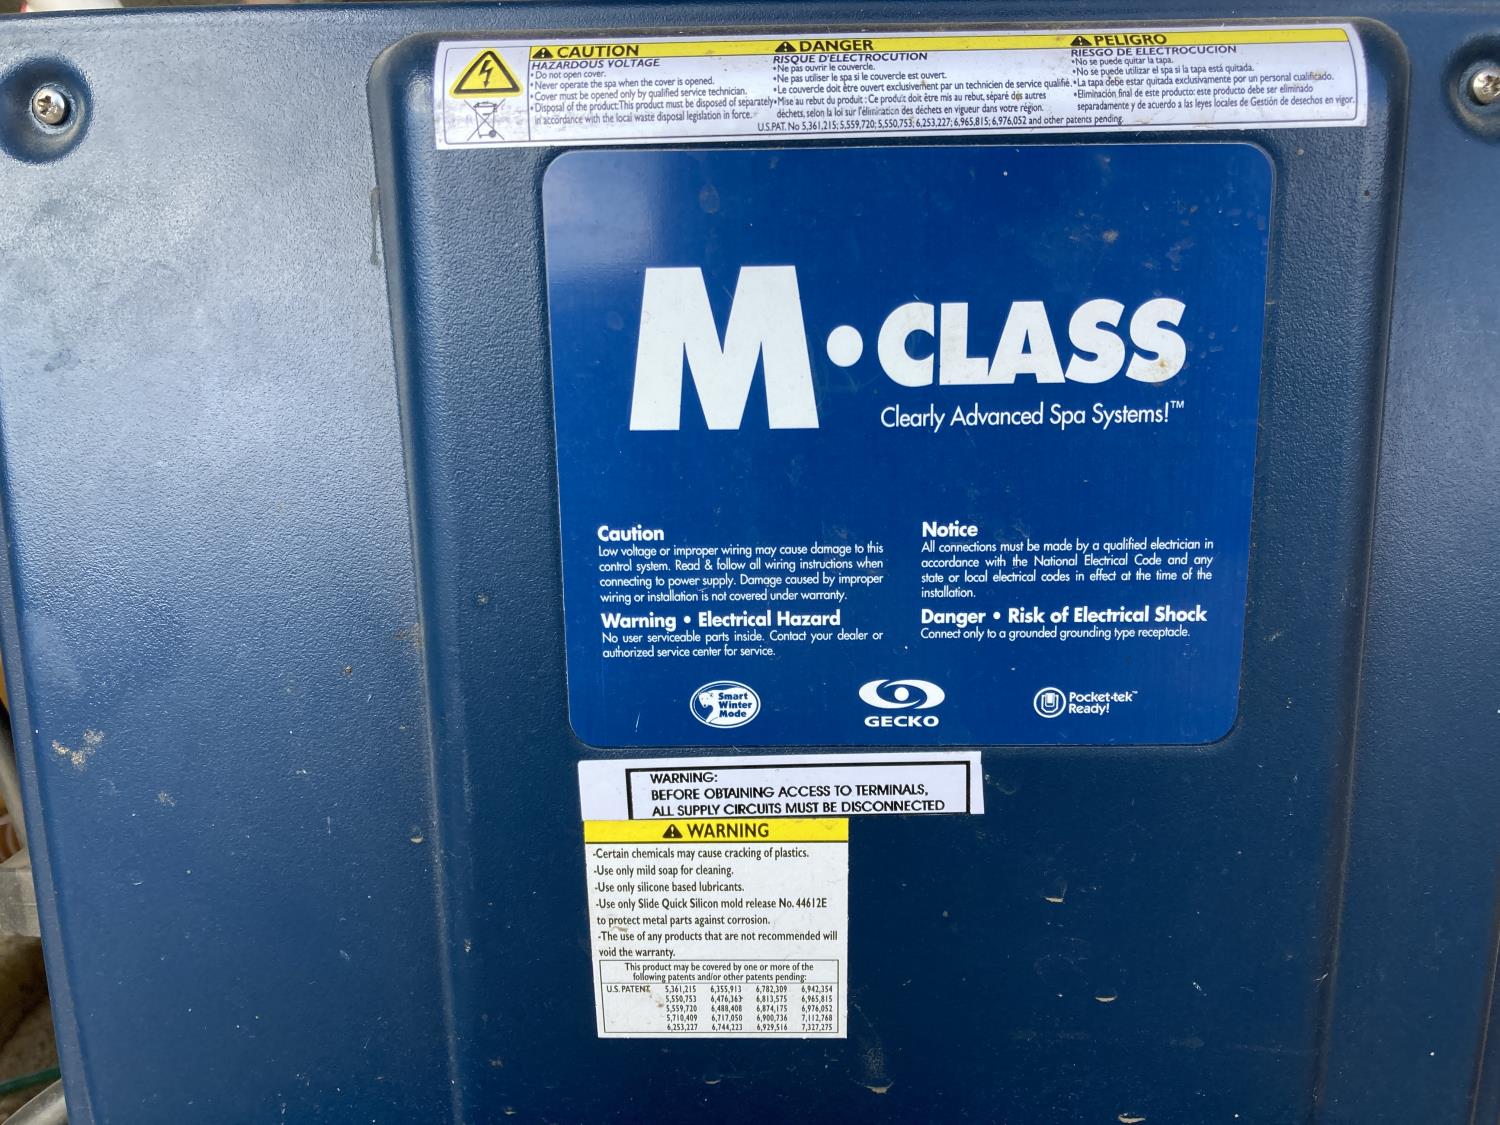 CAUTION
HAZARDOUS VOLTAGE
•Do not open cover.
•Never operate the spa when the cover is opened.
•Cover must be opened only by qualified service technician.
•Disposal of the product:This product must be disposed of separately
in accordance with the local waste disposal legislation in force.
DANGER
RISQUE D'ELECTROCUTION
•Ne pas ouvrir le couvercle.
•Ne pas utiliser le spa si le couvercle est ouvert.
•Le couvercle doit être ouvert exclusivement par un technicien de service qualifié.
•Mise au rebut du produit : Ce produit doit être mis au rebut, séparé des autres
déchets, selon la loi sur l'élimination des déchets en vigueur dans votre région.
PELIGRO
RIESGO DE ELECTROCUCIÓN
•No se puede quitar la tapa.
•No se puede utilizar el spa si la tapa está quitada.
•La tapa debe estar quitada exclusivamente por un personal cualificado.
•Eliminación final de este producto: este producto debe ser eliminado
separadamente y de acuerdo a las leyes locales de Gestión de desechos en vigor.
U.S.PAT. No 5,361,215; 5,559,720; 5,550,753; 6,253,227; 6,965,815; 6,976,052 and other patents pending.
M•CLASS
Clearly Advanced Spa Systems!™
Caution
Low voltage or improper wiring may cause damage to this
control system. Read & follow all wiring instructions when
connecting to power supply. Damage caused by improper
wiring or installation is not covered under warranty.
Warning • Electrical Hazard
No user serviceable parts inside. Contact your dealer or
authorized service center for service.
Notice
All connections must be made by a qualified electrician in
accordance with the National Electrical Code and any
state or local electrical codes in effect at the time of the
installation.
Danger • Risk of Electrical Shock
Connect only to a grounded grounding type receptacle.
Smart
Winter
Mode
GECKO
Pocket•tek™
Ready!
WARNING:
BEFORE OBTAINING ACCESS TO TERMINALS,
ALL SUPPLY CIRCUITS MUST BE DISCONNECTED
WARNING
-Certain chemicals may cause cracking of plastics.
-Use only mild soap for cleaning.
-Use only silicone based lubricants.
-Use only Slide Quick Silicon mold release No. 44612E
to protect metal parts against corrosion.
-The use of any products that are not recommended will
void the warranty.
This product may be covered by one or more of the
following patents and/or other patents pending:
U.S. PATENT 5,361,215 6,355,913 6,782,309 6,942,354
5,550,753 6,476,363 6,813,575 6,965,815
5,559,720 6,488,408 6,874,175 6,976,052
5,710,409 6,717,050 6,900,736 7,112,768
6,253,227 6,744,223 6,929,516 7,327,275